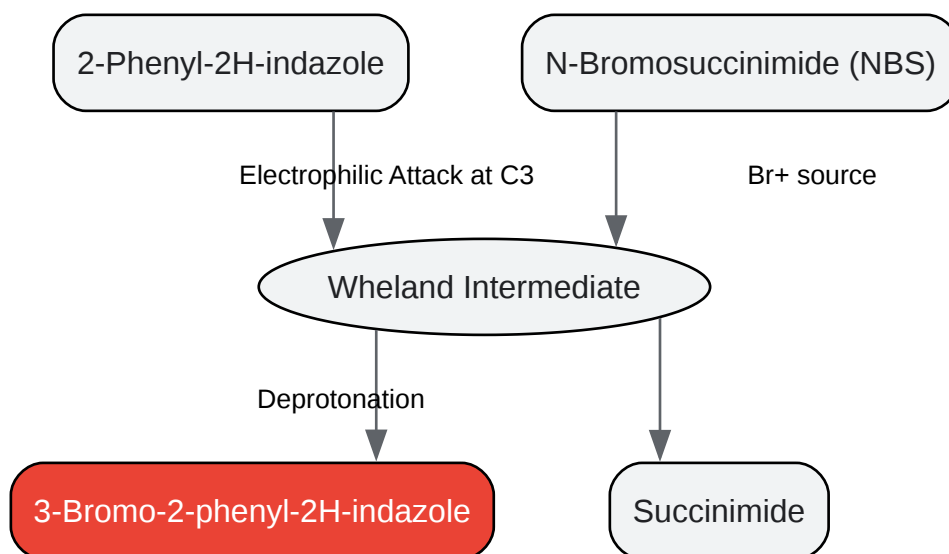 2-Phenyl-2H-indazole
N-Bromosuccinimide (NBS)
Electrophilic Attack at C3
Br+ source
Wheland Intermediate
Deprotonation
3-Bromo-2-phenyl-2H-indazole
Succinimide